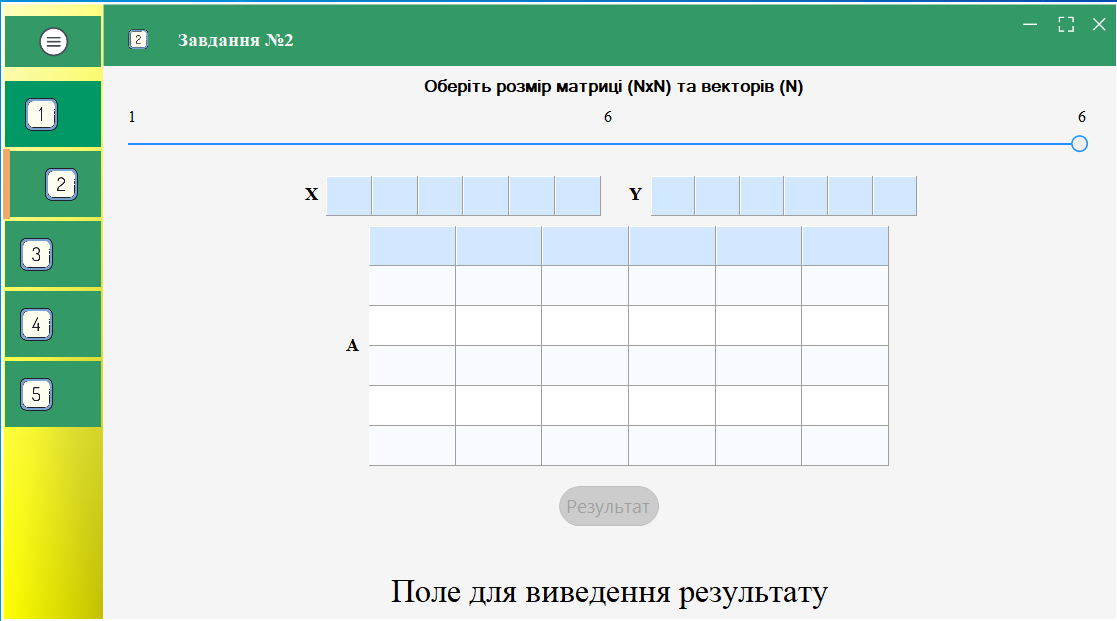 2 Завдання №2
Оберіть розмір матриці (NxN) та векторів (N)
1 6 6
1
2
3
4
5
X Y
A
Результат
Поле для виведення результату